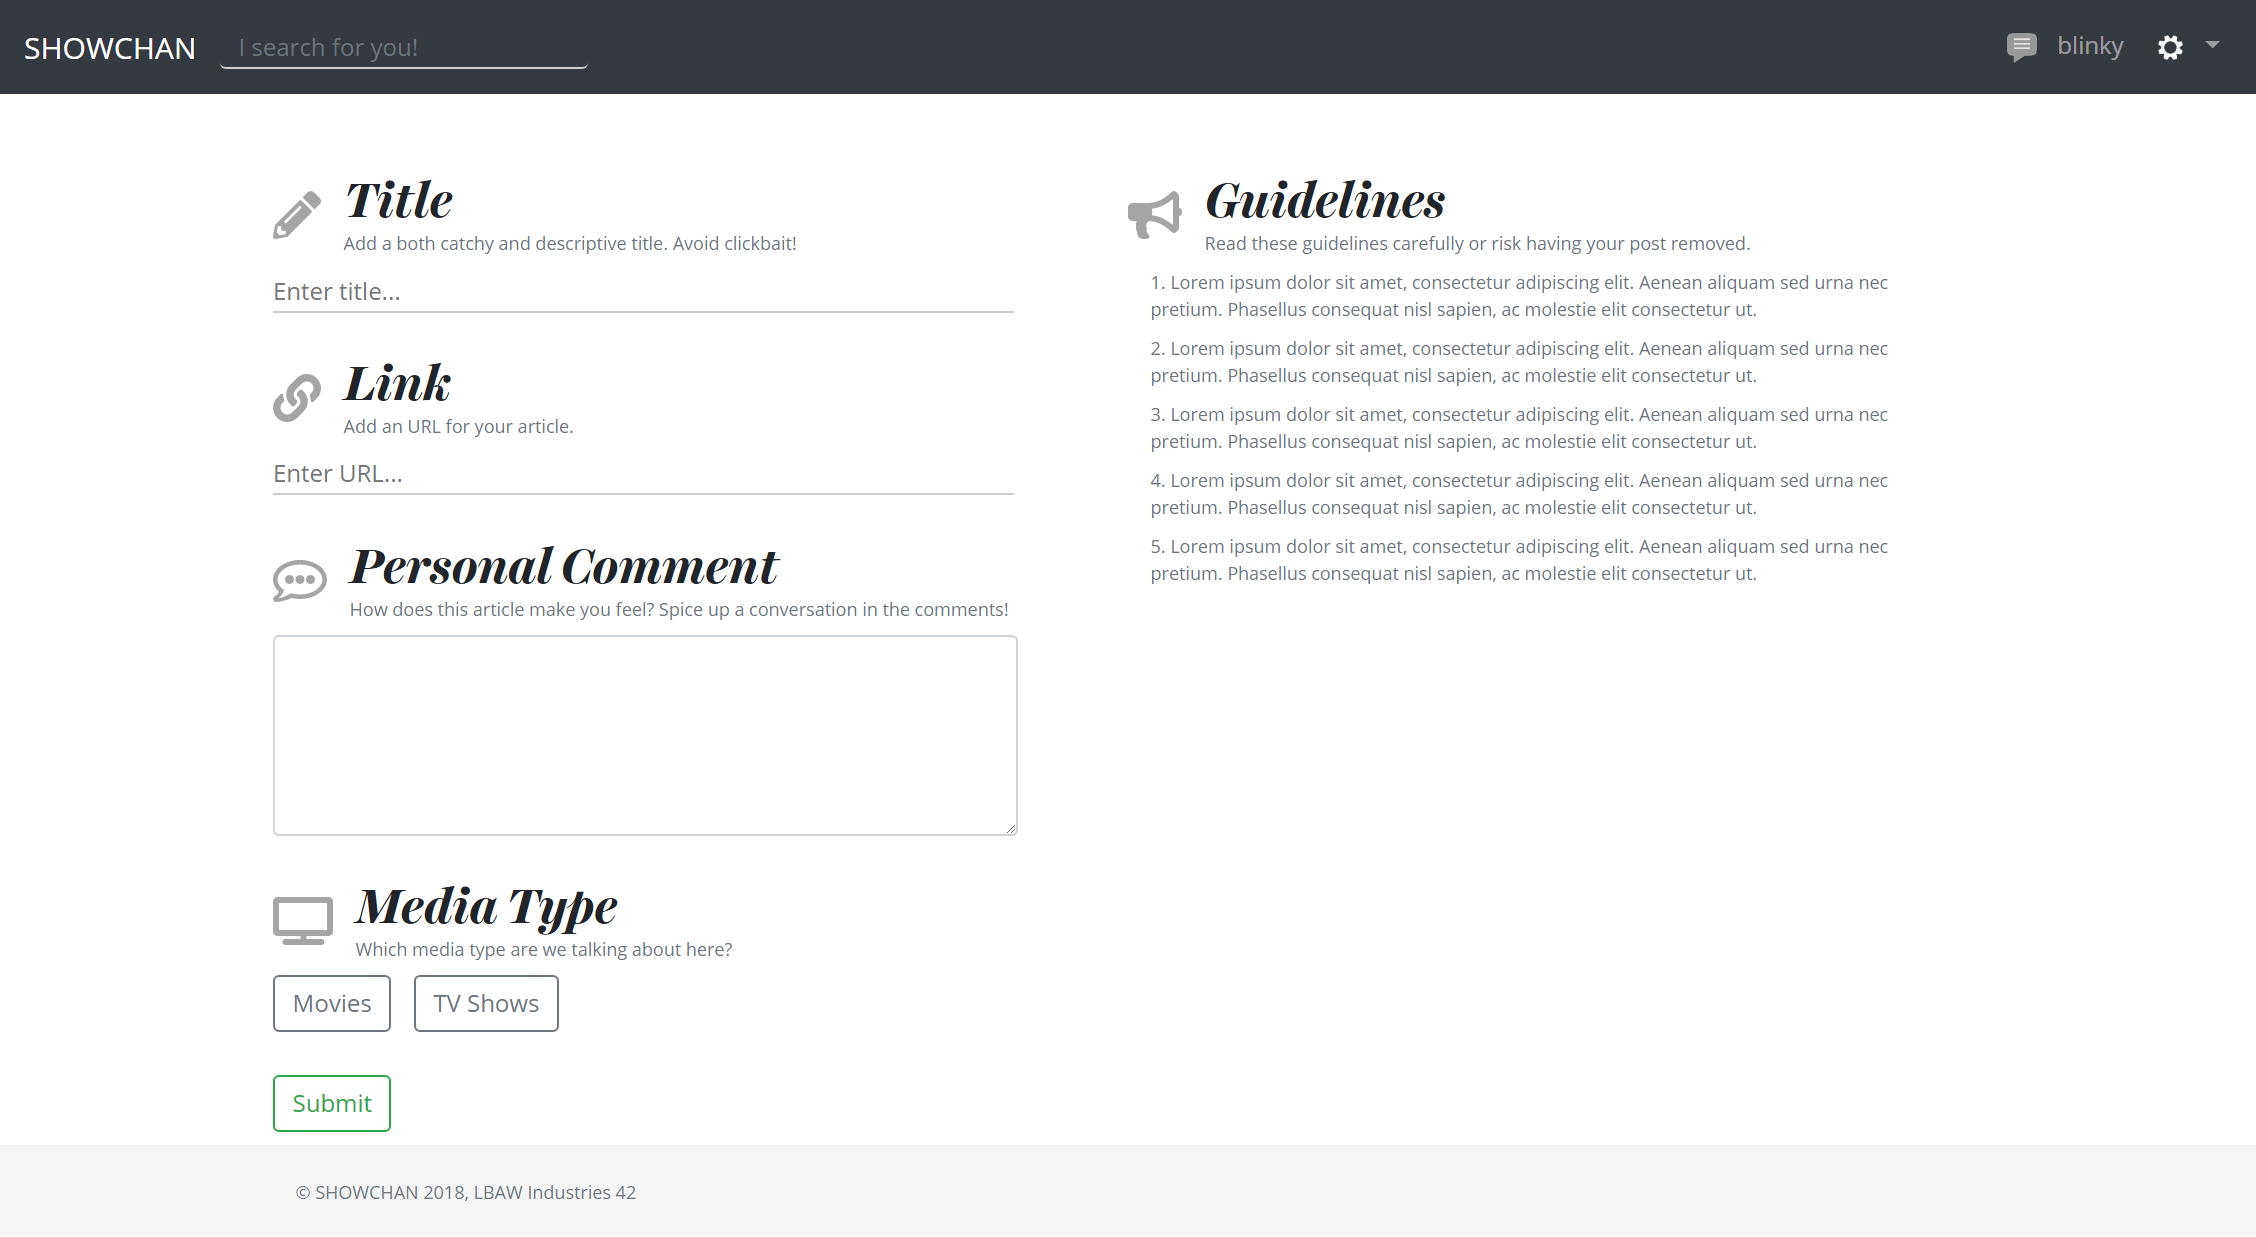 SHOWCHAN
I search for you!
blinky
Title
Add a both catchy and descriptive title. Avoid clickbait!
Enter title...
Link
Add an URL for your article.
Enter URL...
Personal Comment
How does this article make you feel? Spice up a conversation in the comments!
Media Type
Which media type are we talking about here?
Movies
TV Shows
Submit
Guidelines
Read these guidelines carefully or risk having your post removed.
1. Lorem ipsum dolor sit amet, consectetur adipiscing elit. Aenean aliquam sed urna nec
pretium. Phasellus consequat nisl sapien, ac molestie elit consectetur ut.
2. Lorem ipsum dolor sit amet, consectetur adipiscing elit. Aenean aliquam sed urna nec
pretium. Phasellus consequat nisl sapien, ac molestie elit consectetur ut.
3. Lorem ipsum dolor sit amet, consectetur adipiscing elit. Aenean aliquam sed urna nec
pretium. Phasellus consequat nisl sapien, ac molestie elit consectetur ut.
4. Lorem ipsum dolor sit amet, consectetur adipiscing elit. Aenean aliquam sed urna nec
pretium. Phasellus consequat nisl sapien, ac molestie elit consectetur ut.
5. Lorem ipsum dolor sit amet, consectetur adipiscing elit. Aenean aliquam sed urna nec
pretium. Phasellus consequat nisl sapien, ac molestie elit consectetur ut.
© SHOWCHAN 2018, LBAW Industries 42